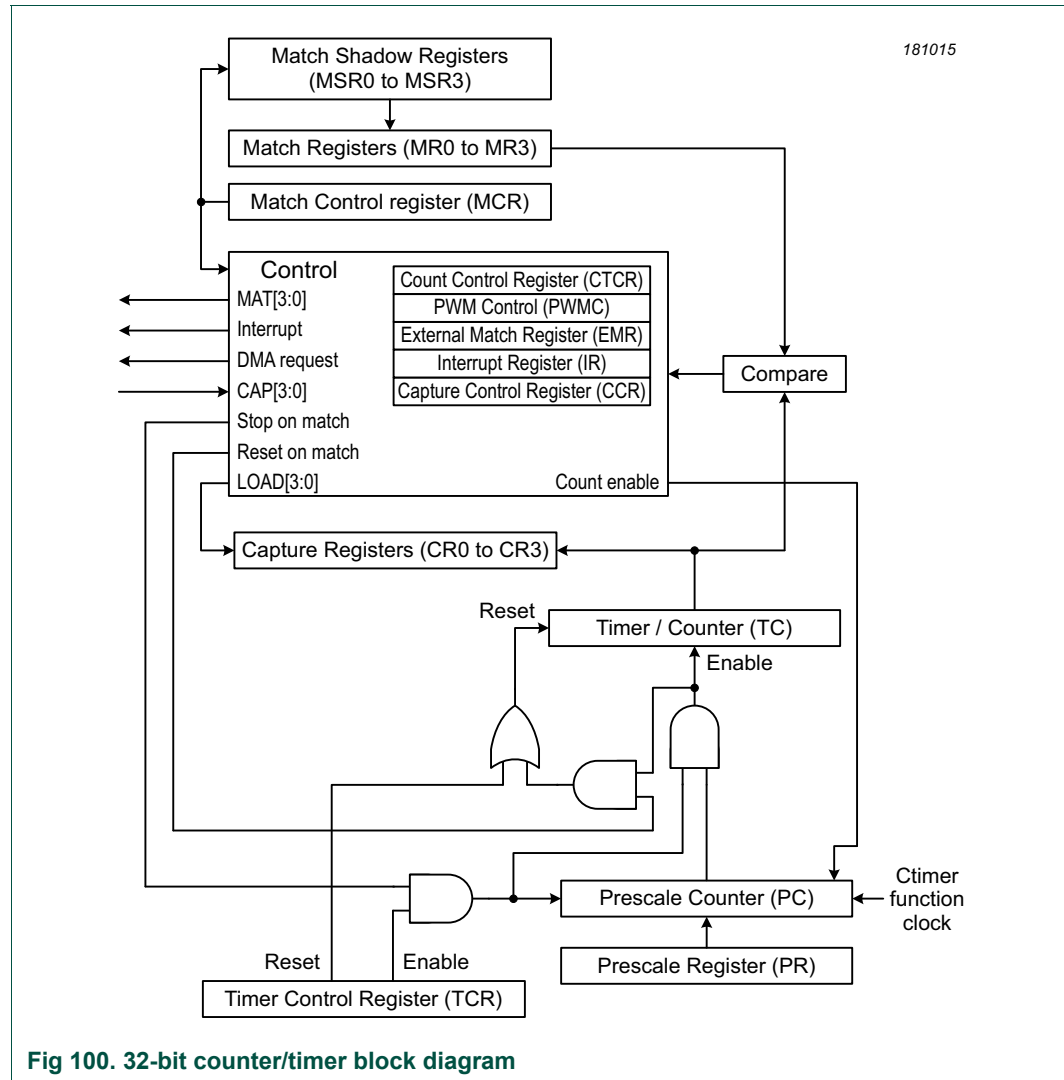 181015
Match Shadow Registers
(MSR0 to MSR3)
Match Registers (MR0 to MR3)
Match Control register (MCR)
Control
MAT[3:0]
Interrupt
DMA request
CAP[3:0]
Stop on match
Reset on match
LOAD[3:0]
Count Control Register (CTCR)
PWM Control (PWMC)
External Match Register (EMR)
Interrupt Register (IR)
Capture Control Register (CCR)
Count enable
Compare
Capture Registers (CR0 to CR3)
Reset
Timer / Counter (TC)
Enable
Prescale Counter (PC)
Ctimer
function
clock
Prescale Register (PR)
Reset
Enable
Timer Control Register (TCR)
Fig 100. 32-bit counter/timer block diagram